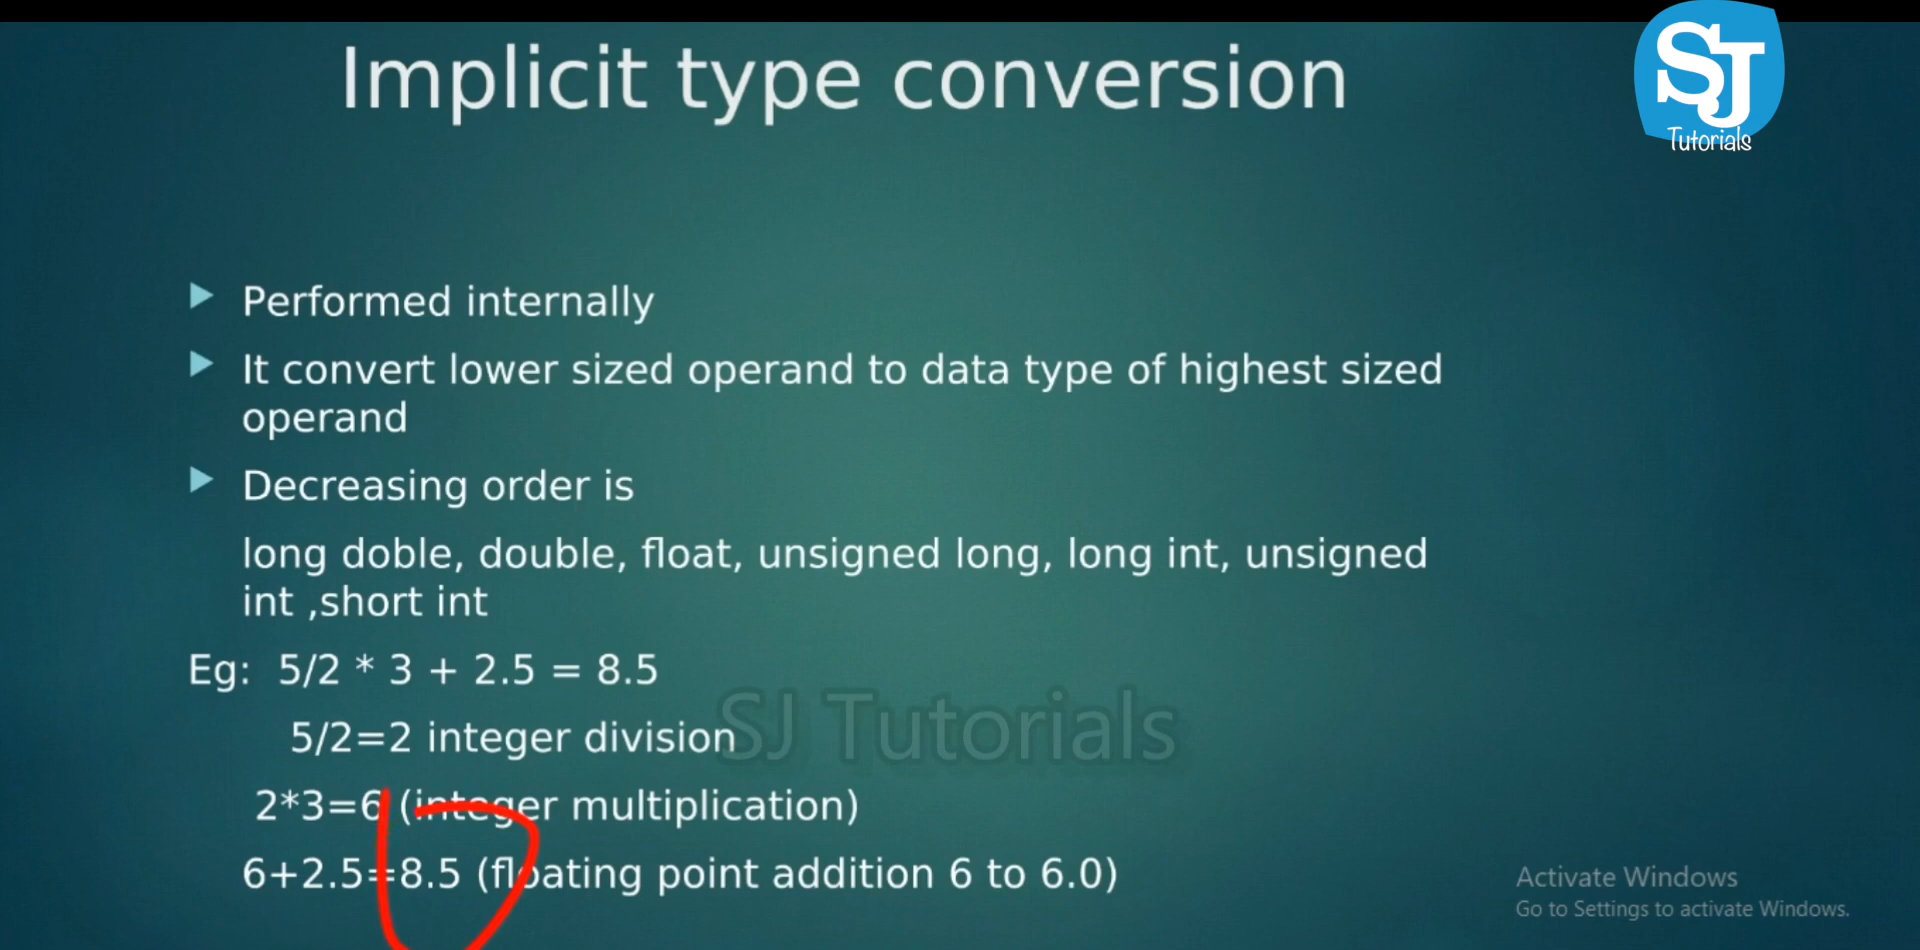 Implicit type conversion
SJ
Tutorials
Performed internally
It convert lower sized operand to data type of highest sized
operand
Decreasing order is
long doble, double, float, unsigned long, long int, unsigned
int ,short int
Eg: 5/2 * 3 + 2.5 = 8.5
SJ Tutorials
5/2=2 integer division
2*3=6 (integer multiplication)
6+2.5=8.5 (floating point addition 6 to 6.0)
Activate Windows
Go to Settings to activate Windows.